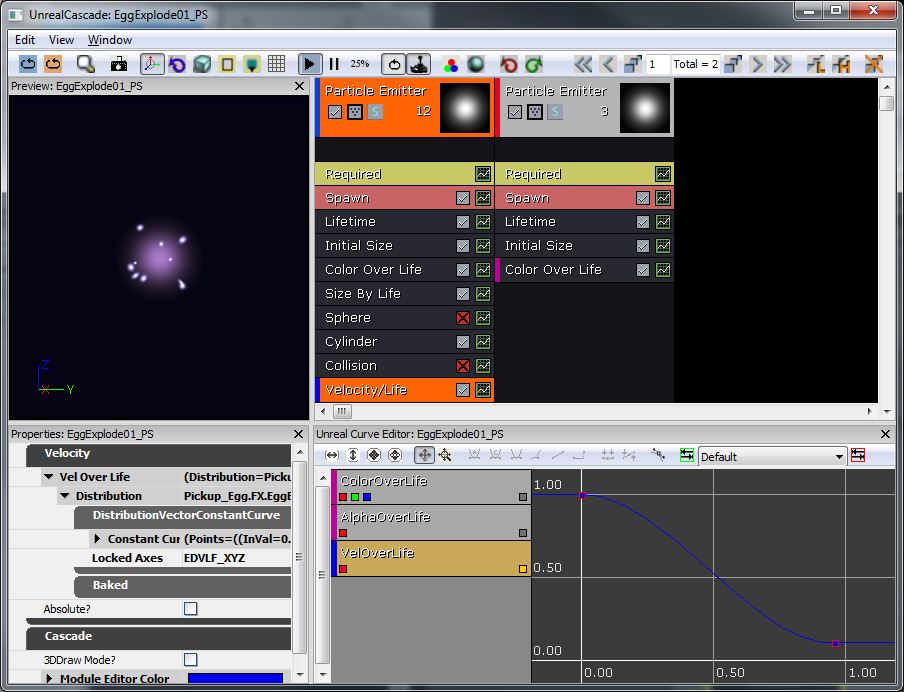 UnrealCascade: EggExplode01_PS
Edit View Window
25%
1
Total = 2
Preview: EggExplode01_PS
Z
X
Y
Particle Emitter
S
12
Required
Spawn
Lifetime
Initial Size
Color Over Life
Size By Life
Sphere
Cylinder
Collision
Velocity/Life
Particle Emitter
S
3
Required
Spawn
Lifetime
Initial Size
Color Over Life
Properties: EggExplode01_PS
Velocity
Vel Over Life (Distribution=Picku
Distribution Pickup_Egg.FX.EggE
DistributionVectorConstantCurve
Constant Cur (Points=((InVal=0.
Locked Axes EDVLF_XYZ
Baked
Absolute?
Cascade
3DDraw Mode?
Module Editor Color
Unreal Curve Editor: EggExplode01_PS
Default
ColorOverLife
AlphaOverLife
VelOverLife
1.00
0.50
0.00
0.00
0.50
1.00